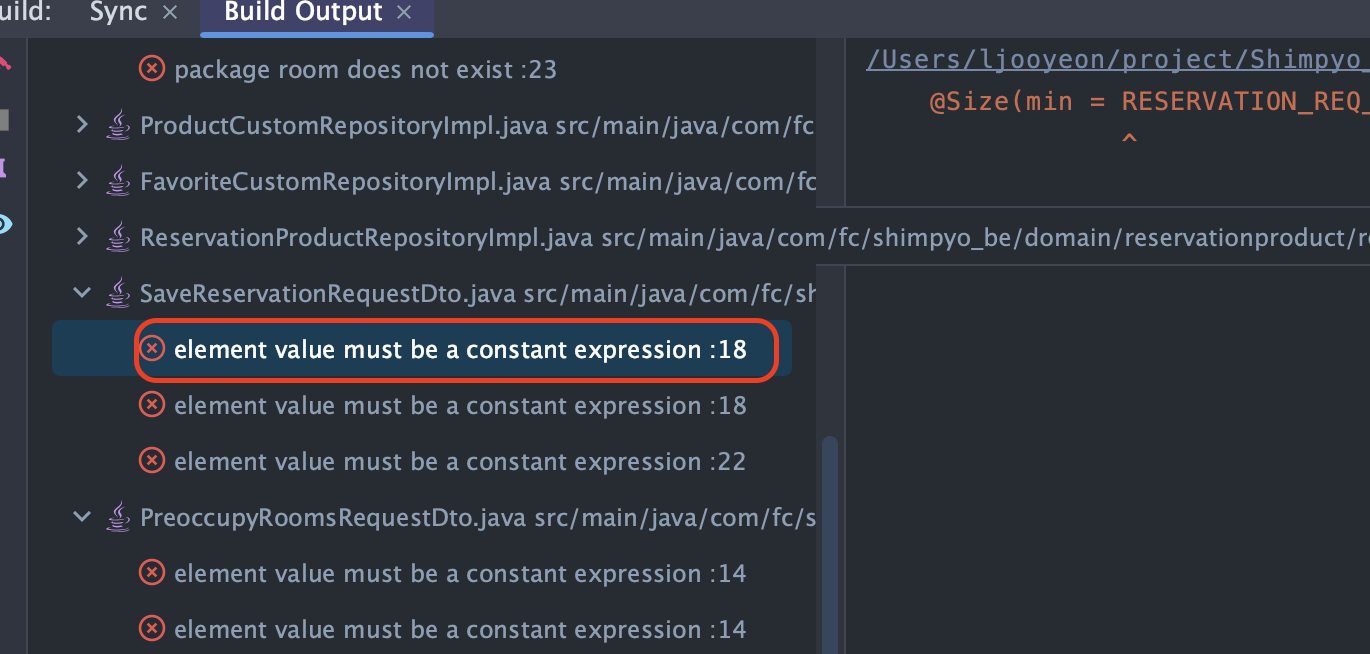 uild: Sync × Build Output ×
package room does not exist :23
ProductCustomRepositoryImpl.java src/main/java/com/fc
FavoriteCustomRepositoryImpl.java src/main/java/com/fc
ReservationProductRepositoryImpl.java src/main/java/com/fc/shimpyo_be/domain/reservationproduct/re
SaveReservationRequestDto.java src/main/java/com/fc/sh
element value must be a constant expression :18
element value must be a constant expression :18
element value must be a constant expression :22
PreoccupyRoomsRequestDto.java src/main/java/com/fc/s
element value must be a constant expression :14
element value must be a constant expression :14
/Users/ljooyeon/project/Shimpyo_
@Size(min = RESERVATION_REQ_
^